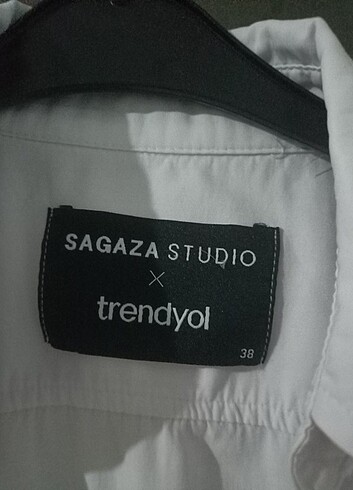 SAGAZA STUDIO
X
trendyol
38